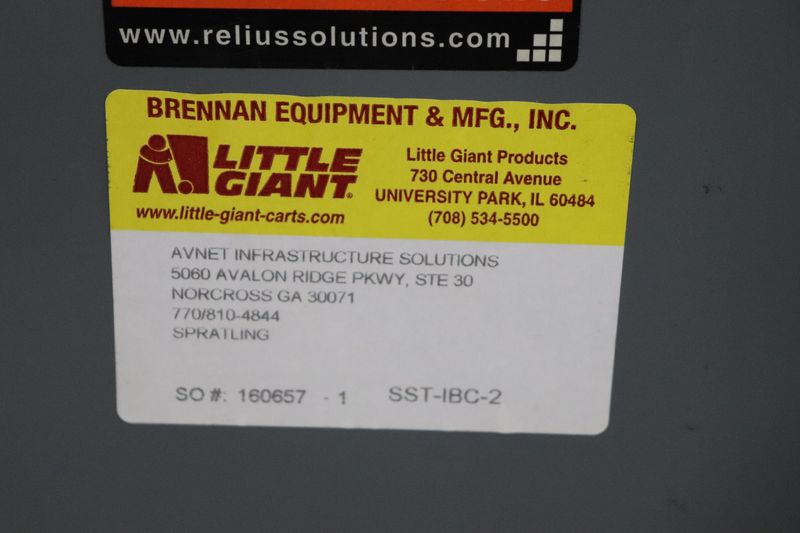 www.reliussolutions.com
BRENNAN EQUIPMENT & MFG., INC.
LITTLE
GIANT®
www.little-giant-carts.com
Little Giant Products
730 Central Avenue
UNIVERSITY PARK, IL 60484
(708) 534-5500
AVNET INFRASTRUCTURE SOLUTIONS
5060 AVALON RIDGE PKWY, STE 30
NORCROSS GA 30071
770/810-4844
SPRATLING
SO #: 160657 - 1 SST-IBC-2